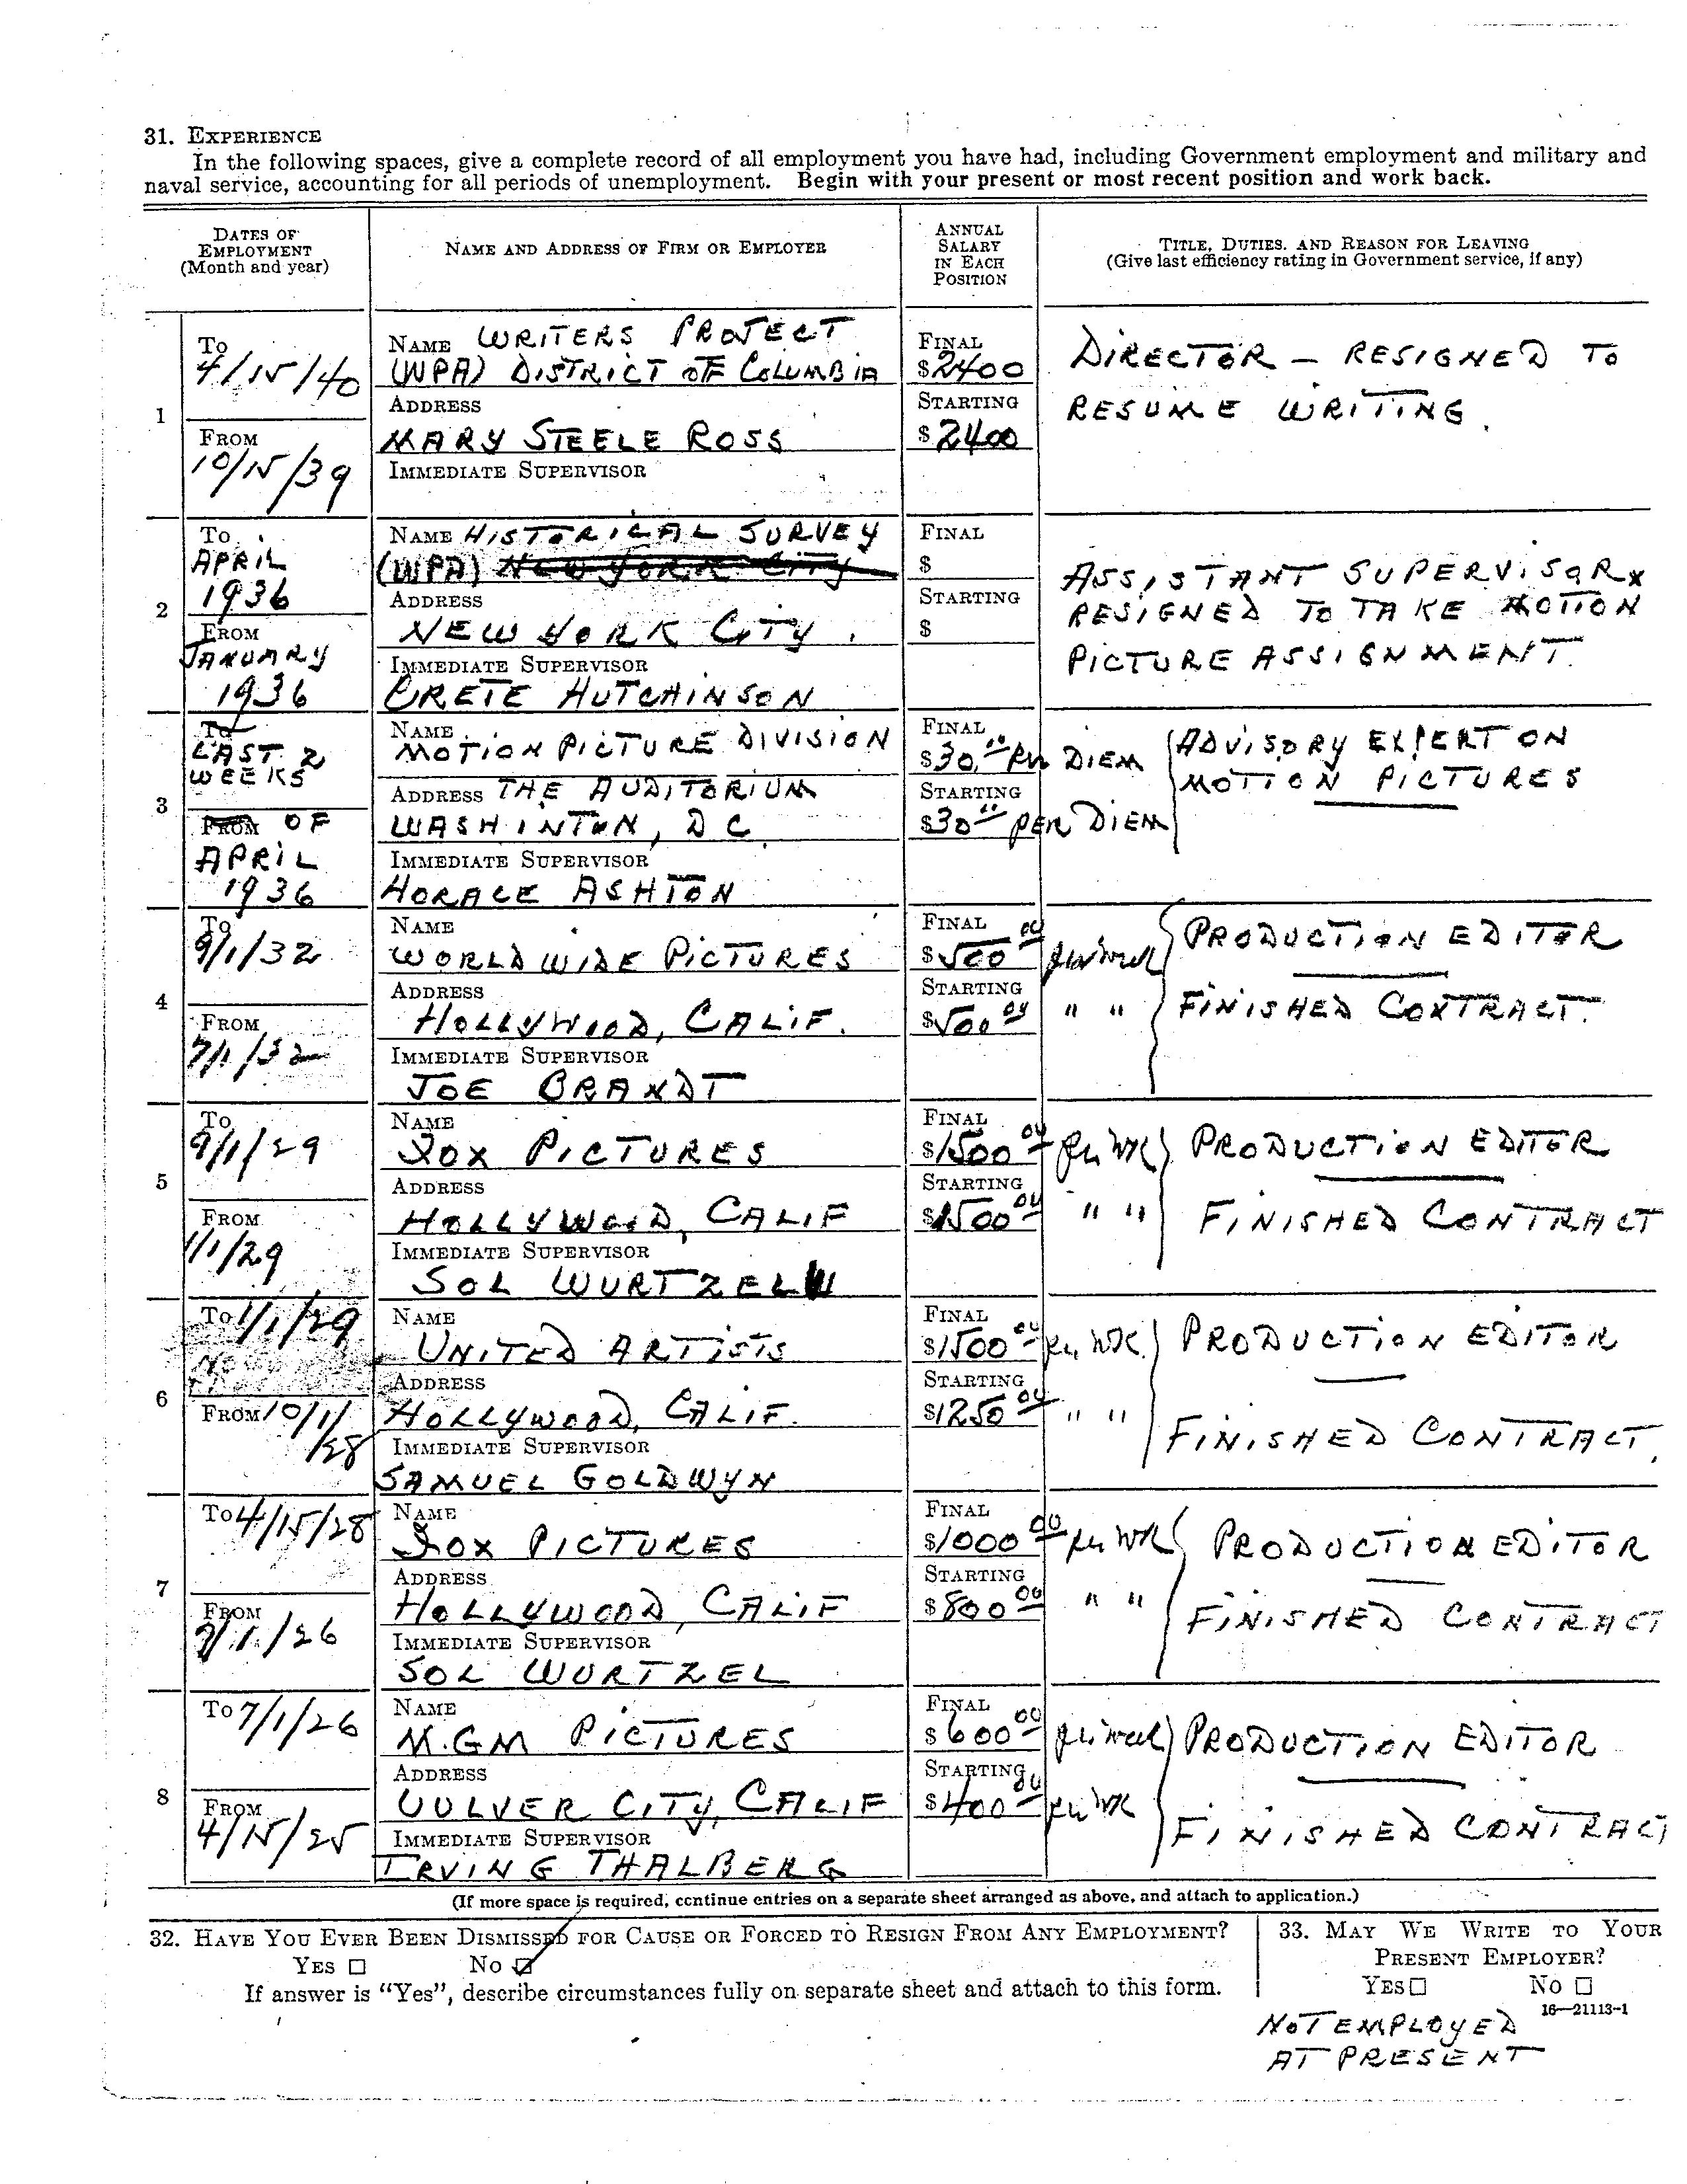 31. EXPERIENCE
In the following spaces, give a complete record of all employment you have had, including Government employment and military and
naval service, accounting for all periods of unemployment. Begin with your present or most recent position and work back.
DATES OF EMPLOYMENT (Month and year)
NAME AND ADDRESS OF FIRM OR EMPLOYER
ANNUAL SALARY IN EACH POSITION
TITLE, DUTIES, AND REASON FOR LEAVING
(Give last efficiency rating in Government service, if any)
1
TO
4/15/40
FROM
10/15/39
NAME WRITERS PROJECT
(WPA) DISTRICT OF COLUMBIA
ADDRESS
MARY STEELE ROSS
IMMEDIATE SUPERVISOR
FINAL
$2400
STARTING
$2400
DIRECTOR – RESIGNED TO
RESUME WRITING.
2
TO
APRIL
1936
FROM
JANUARY
1936
NAME HISTORICAL SURVEY
(WPA) NEW YORK CITY
ADDRESS
NEW YORK CITY.
IMMEDIATE SUPERVISOR
CRETE HUTCHINSON
FINAL
$
STARTING
$
ASSISTANT SUPERVISOR
RESIGNED TO TAKE MOTION
PICTURE ASSIGNMENT.
3
TO
LAST 2
WEEKS
FROM OF
APRIL
1936
NAME
MOTION PICTURE DIVISION
ADDRESS THE AUDITORIUM
WASHINTON, D C
IMMEDIATE SUPERVISOR
HORACE ASHTON
FINAL
$30.00 PER DIEM
STARTING
$30.00 PER DIEM
ADVISORY EXPERT ON
MOTION PICTURES
4
TO
9/1/32
FROM
7/1/32
NAME
WORLD WIDE PICTURES
ADDRESS
HOLLYWOOD, CALIF.
IMMEDIATE SUPERVISOR
JOE BRANDT
FINAL
$500 00 per week
STARTING
$500 00 " "
PRODUCTION EDITOR
FINISHED CONTRACT.
5
TO
9/1/29
FROM
1/1/29
NAME
FOX PICTURES
ADDRESS
HOLLYWOOD, CALIF
IMMEDIATE SUPERVISOR
SOL WURTZEL
FINAL
$1500 00 per WK
STARTING
$1500 00 " "
PRODUCTION EDITOR
FINISHED CONTRACT
6
TO 1/1/29
FROM 10/1/
/28
NAME
UNITED ARTISTS
ADDRESS
HOLLYWOOD, CALIF.
IMMEDIATE SUPERVISOR
SAMUEL GOLDWYN
FINAL
$1500 00 per WK.
STARTING
$1250 00 " "
PRODUCTION EDITOR
FINISHED CONTRACT.
7
TO 4/15/28
FROM
/1/26
NAME
FOX PICTURES
ADDRESS
HOLLYWOOD, CALIF
IMMEDIATE SUPERVISOR
SOL WURTZEL
FINAL
$1000 00 per WK
STARTING
$800 00 " "
PRODUCTION EDITOR
FINISHED CONTRACT
8
TO 7/1/26
FROM
4/15/25
NAME
M.G.M PICTURES
ADDRESS
CULVER CITY, CALIF
IMMEDIATE SUPERVISOR
IRVING THALBERG
FINAL
$600 00 per week
STARTING
$400 00 per WK
PRODUCTION EDITOR
FINISHED CONTRACT
(If more space is required, continue entries on a separate sheet arranged as above, and attach to application.)
32. HAVE YOU EVER BEEN DISMISSED FOR CAUSE OR FORCED TO RESIGN FROM ANY EMPLOYMENT?
YES ☐ NO ☑
If answer is "Yes", describe circumstances fully on separate sheet and attach to this form.
33. MAY WE WRITE TO YOUR
PRESENT EMPLOYER?
YES ☐ NO ☐
16—21113-1
NOT EMPLOYED
AT PRESENT